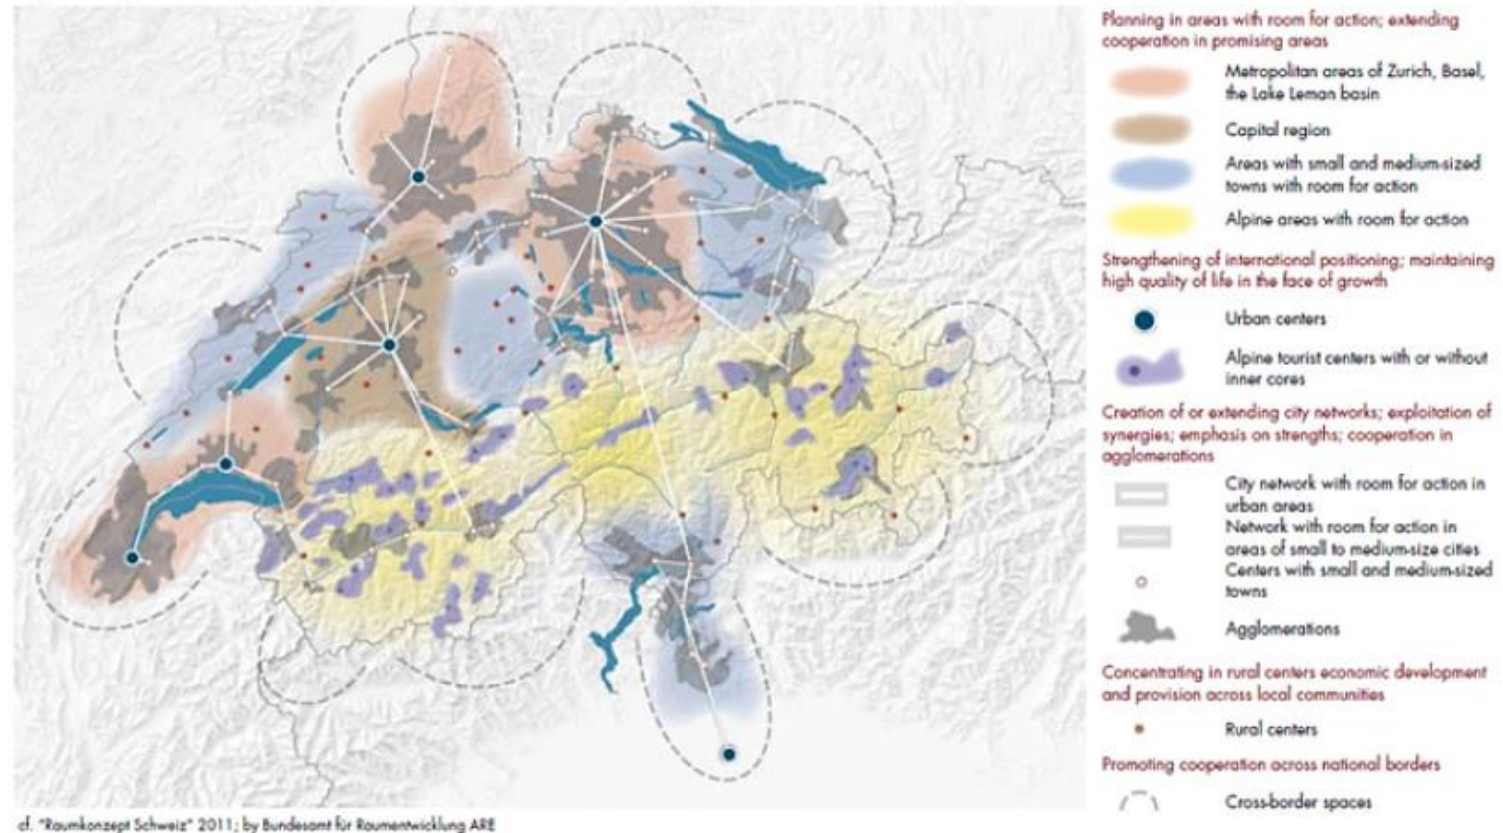 Planning in areas with room for action; extending
cooperation in promising areas
Metropolitan areas of Zurich, Basel,
the Lake Leman basin
Capital region
Areas with small and medium-sized
towns with room for action
Alpine areas with room for action
Strengthening of international positioning; maintaining
high quality of life in the face of growth
Urban centers
Alpine tourist centers with or without
inner cores
Creation of or extending city networks; exploitation of
synergies; emphasis on strengths; cooperation in
agglomerations
City network with room for action in
urban areas
Network with room for action in
areas of small to medium-size cities
Centers with small and medium-sized
towns
Agglomerations
Concentrating in rural centers economic development
and provision across local communities
Rural centers
Promoting cooperation across national borders
Cross-border spaces
cf. "Raumkonzept Schweiz" 2011; by Bundesamt für Raumentwicklung ARE